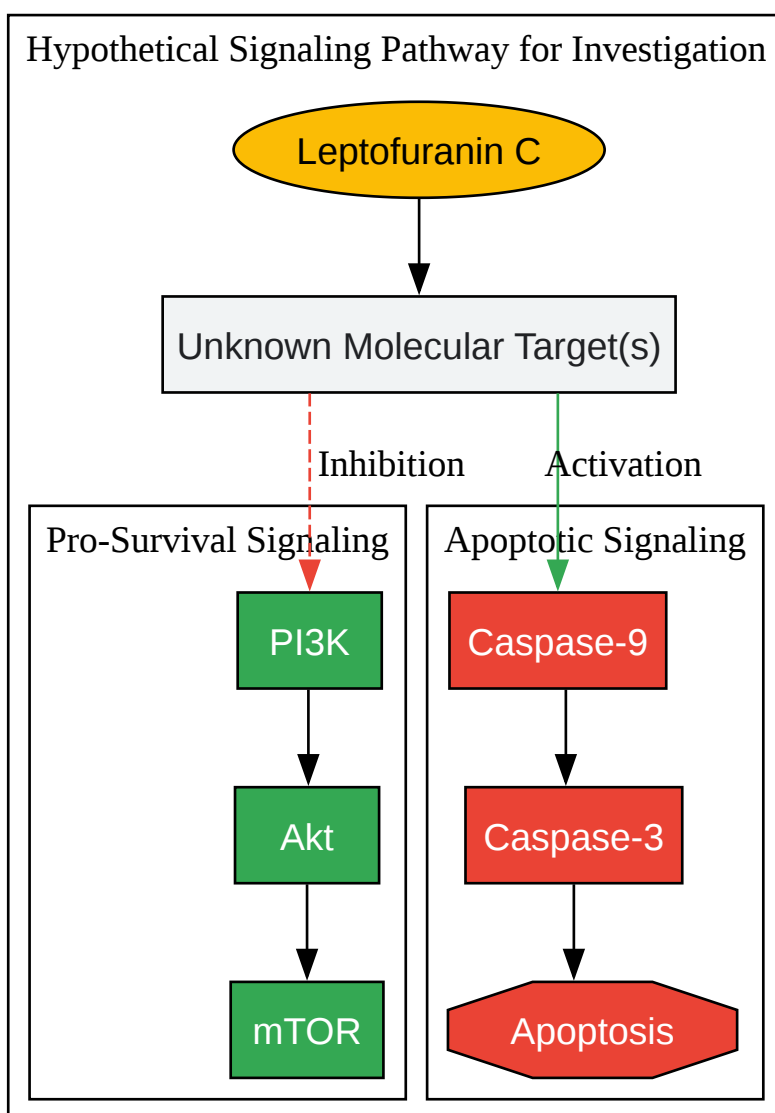 Hypothetical Signaling Pathway for Investigation
Leptofuranin C
Unknown Molecular Target(s)
Inhibition
Activation
Pro-Survival Signaling
Apoptotic Signaling
PI3K
Caspase-9
Akt
Caspase-3
mTOR
Apoptosis